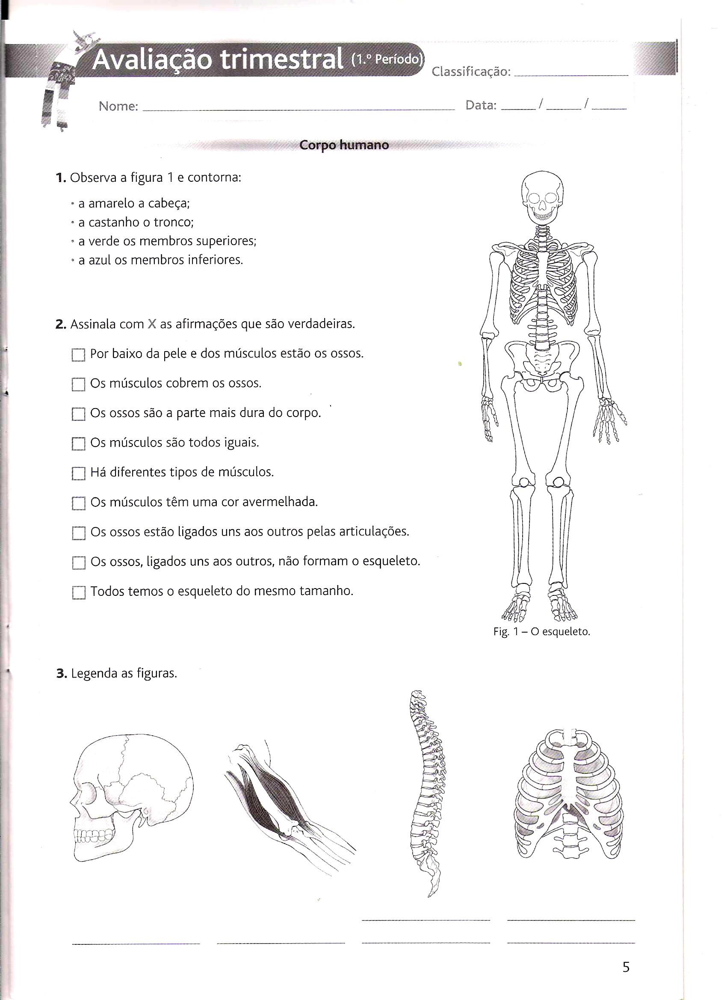 Avaliação trimestral (1.º Período)
Classificação:
Nome: Data: / /
Corpo humano
1. Observa a figura 1 e contorna:
• a amarelo a cabeça;
• a castanho o tronco;
• a verde os membros superiores;
• a azul os membros inferiores.
2. Assinala com X as afirmações que são verdadeiras.
Por baixo da pele e dos músculos estão os ossos.
Os músculos cobrem os ossos.
Os ossos são a parte mais dura do corpo.
Os músculos são todos iguais.
Há diferentes tipos de músculos.
Os músculos têm uma cor avermelhada.
Os ossos estão ligados uns aos outros pelas articulações.
Os ossos, ligados uns aos outros, não formam o esqueleto.
Todos temos o esqueleto do mesmo tamanho.
Fig. 1 – O esqueleto.
3. Legenda as figuras.
5